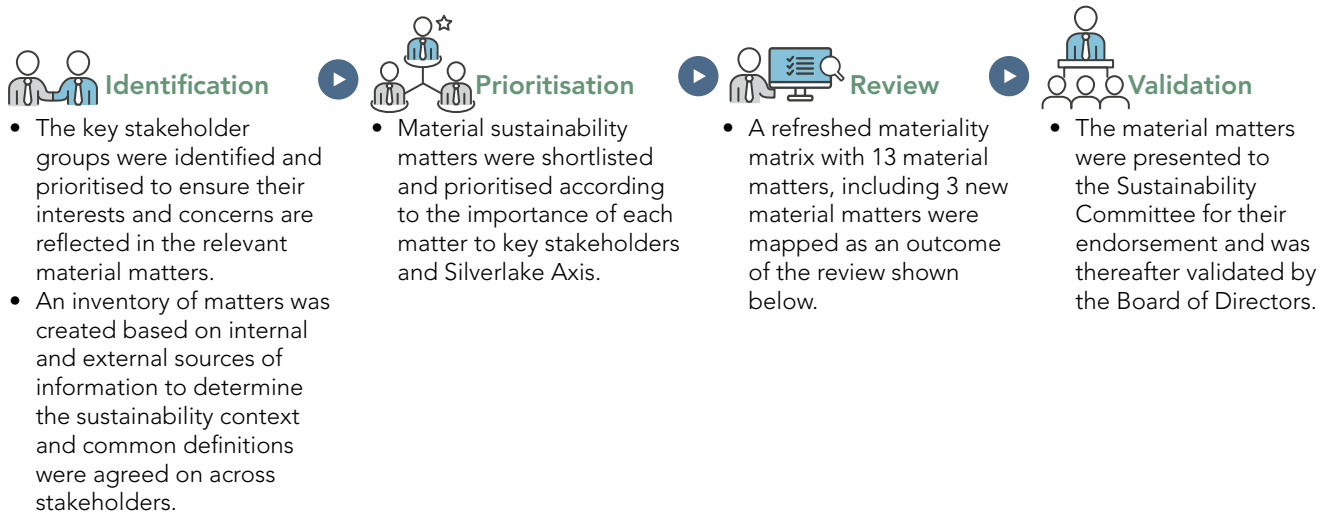 Identification
• The key stakeholder
groups were identified and
prioritised to ensure their
interests and concerns are
reflected in the relevant
material matters.
• An inventory of matters was
created based on internal
and external sources of
information to determine
the sustainability context
and common definitions
were agreed on across
stakeholders.
Prioritisation
• Material sustainability
matters were shortlisted
and prioritised according
to the importance of each
matter to key stakeholders
and Silverlake Axis.
Review
• A refreshed materiality
matrix with 13 material
matters, including 3 new
material matters were
mapped as an outcome
of the review shown
below.
Validation
• The material matters
were presented to
the Sustainability
Committee for their
endorsement and was
thereafter validated by
the Board of Directors.